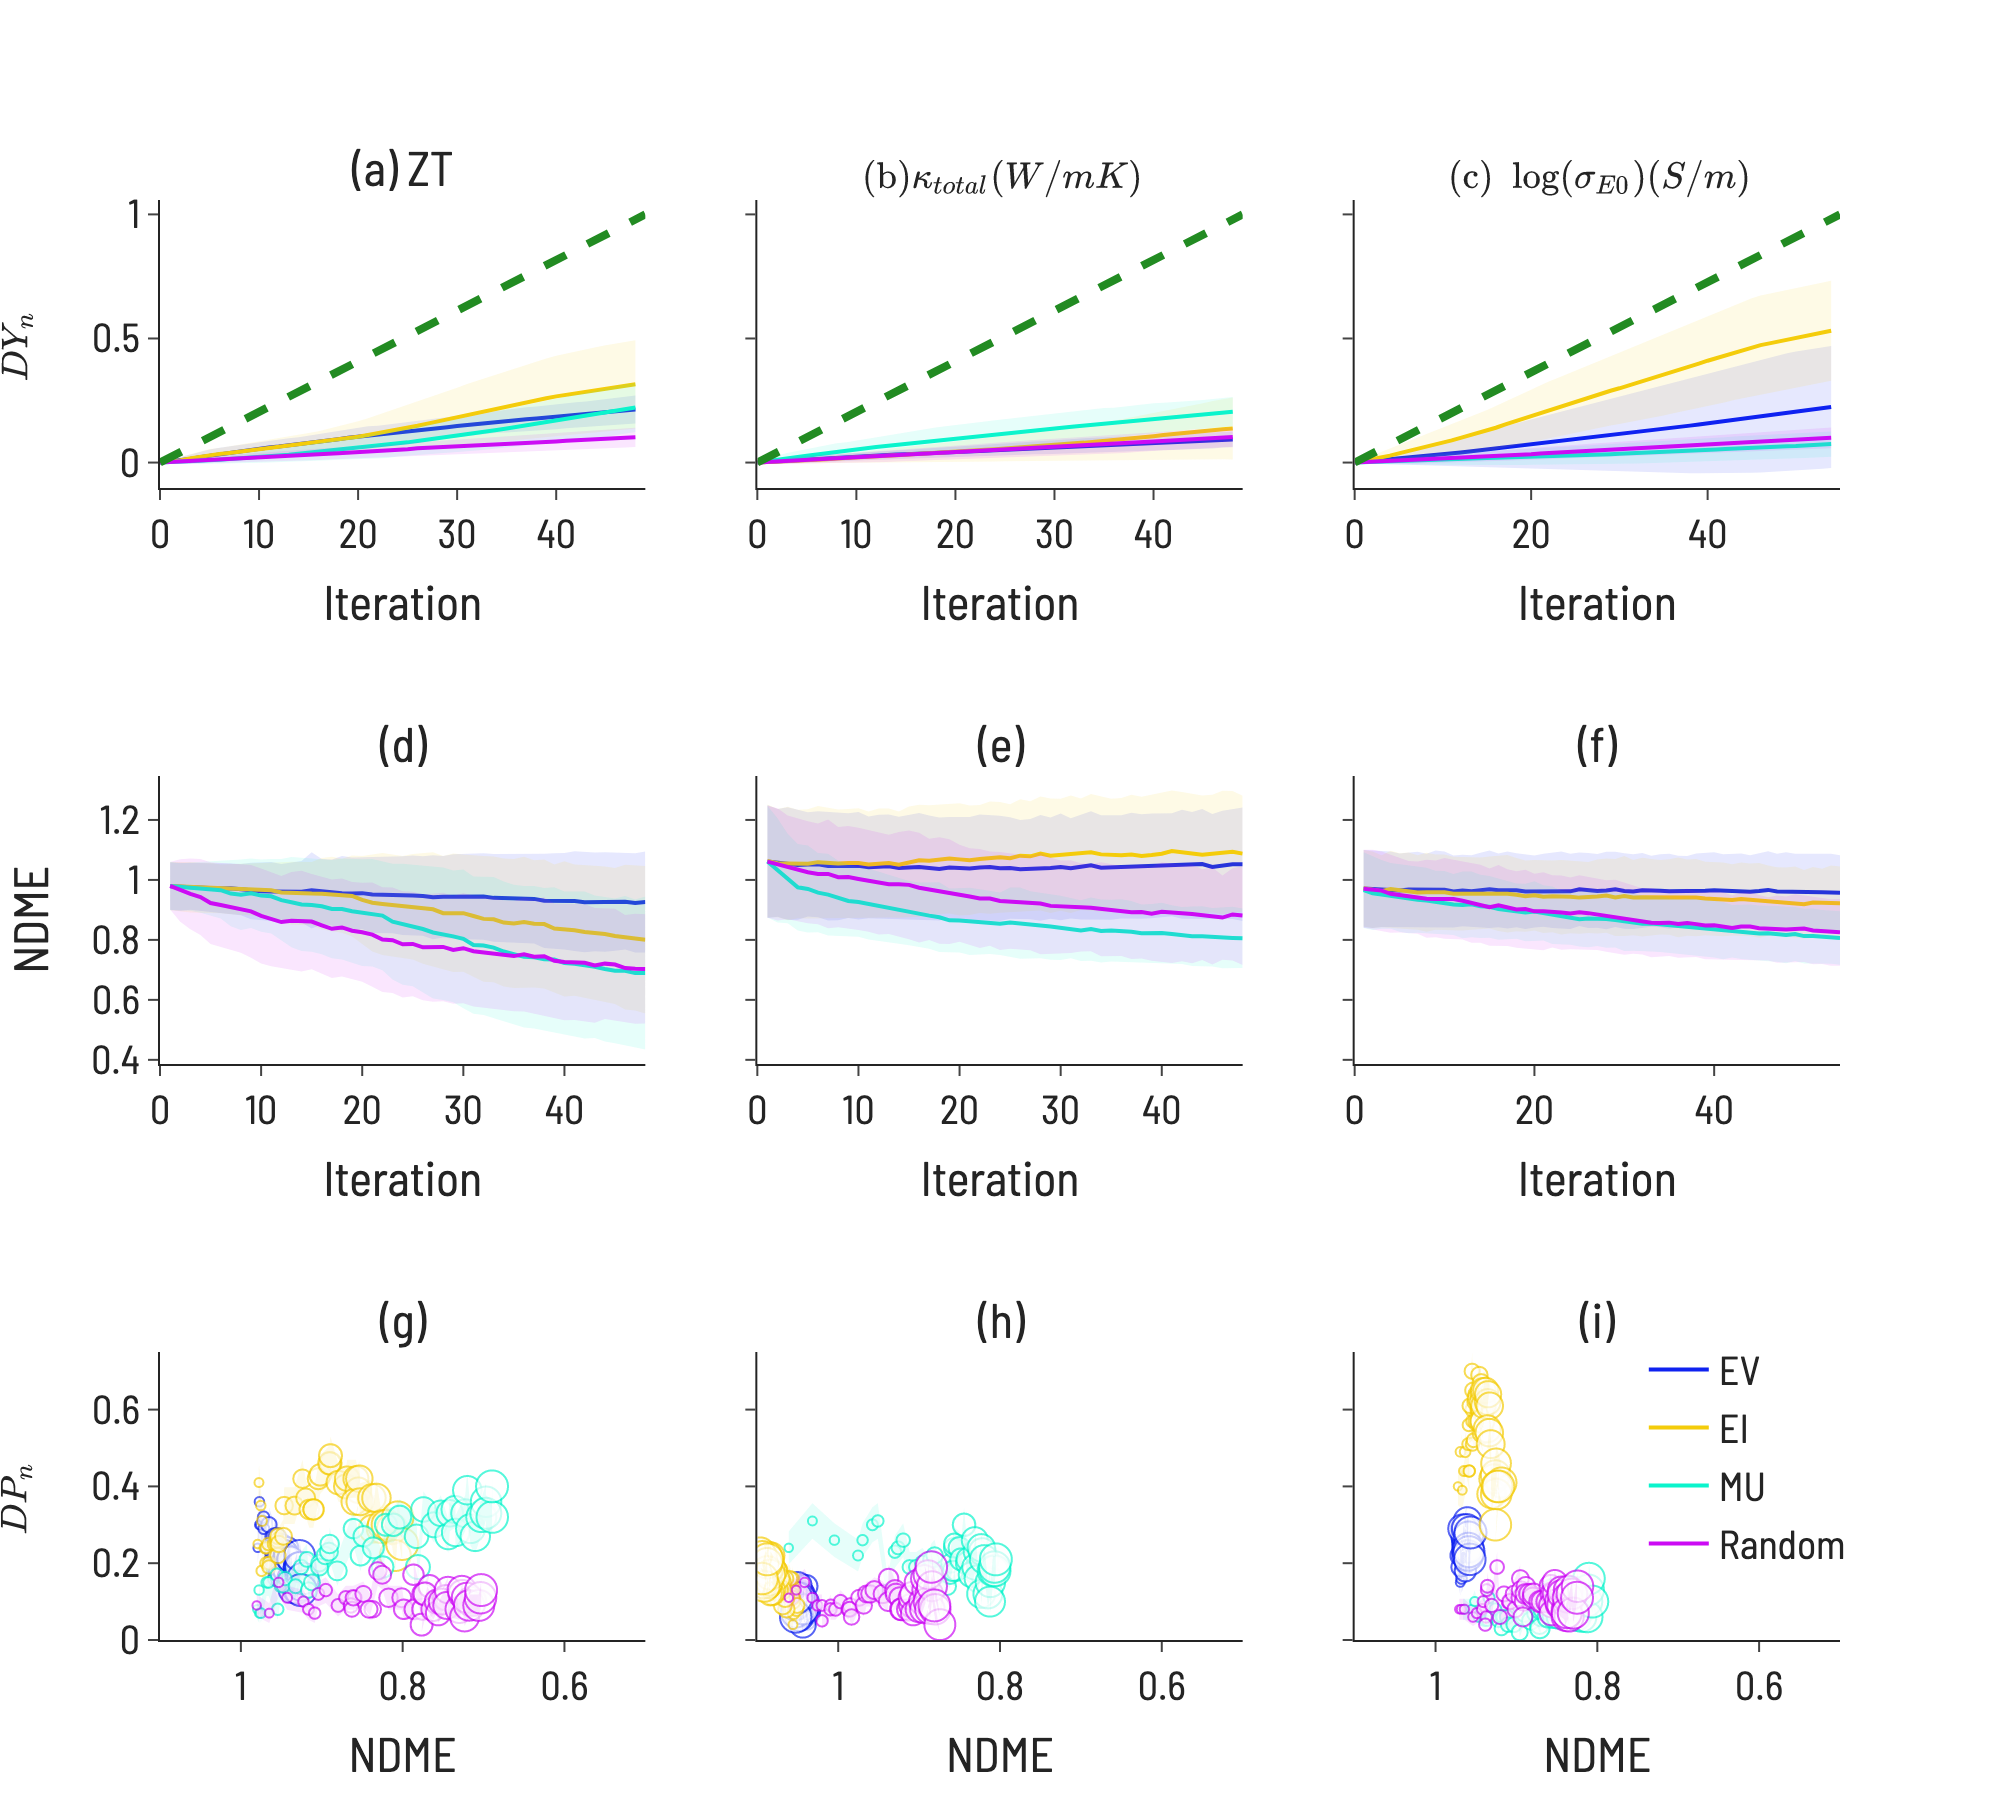 (a) ZT
(b)κtotal(W/mK)
(c) log(σE0)(S/m)
DYn
1
0.5
0
0 10 20 30 40
0 10 20 30 40
0 20 40
Iteration
Iteration
Iteration
(d)
(e)
(f)
NDME
1.2
1
0.8
0.6
0.4
0 10 20 30 40
0 10 20 30 40
0 20 40
Iteration
Iteration
Iteration
(g)
(h)
(i)
DPn
0.6
0.4
0.2
0
EV
EI
MU
Random
1 0.8 0.6
1 0.8 0.6
1 0.8 0.6
NDME
NDME
NDME